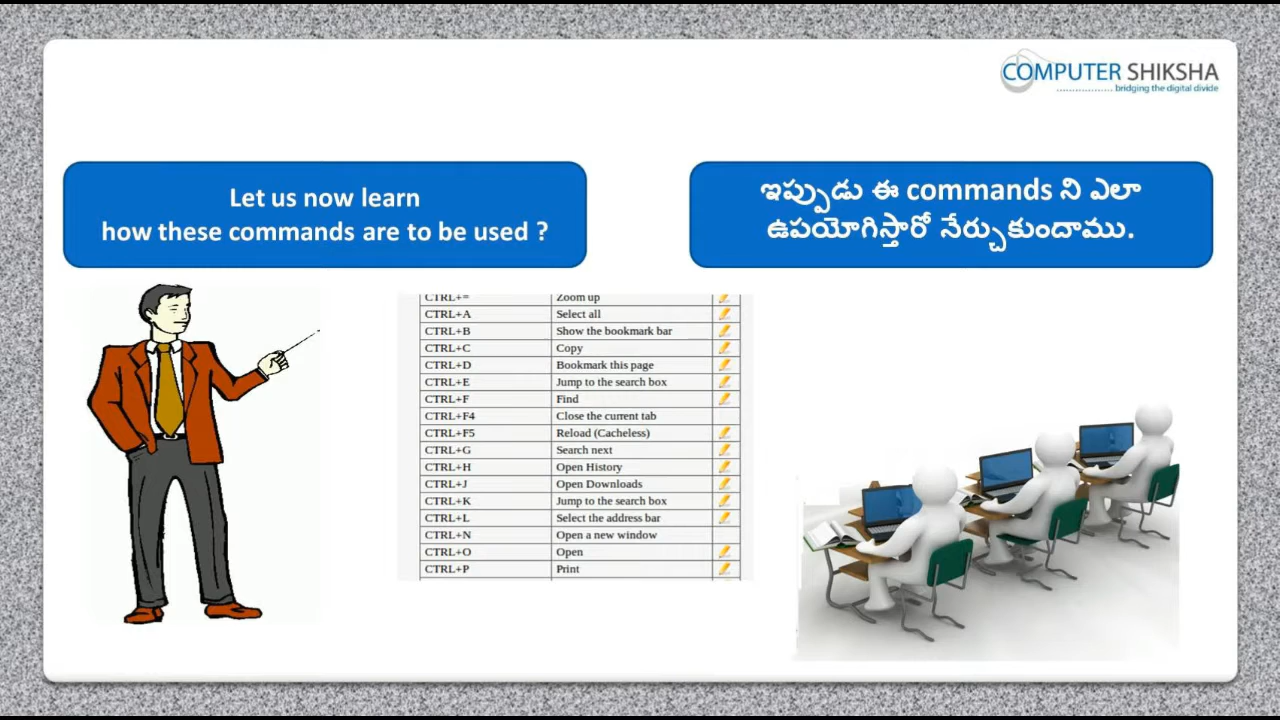 COMPUTER SHIKSHA
bridging the digital divide
Let us now learn
how these commands are to be used ?
ఇప్పుడు ఈ commands ని ఎలా
ఉపయోగిస్తారో నేర్చుకుందాము.
CTRL+= Zoom up
CTRL+A Select all
CTRL+B Show the bookmark bar
CTRL+C Copy
CTRL+D Bookmark this page
CTRL+E Jump to the search box
CTRL+F Find
CTRL+F4 Close the current tab
CTRL+F5 Reload (Cacheless)
CTRL+G Search next
CTRL+H Open History
CTRL+J Open Downloads
CTRL+K Jump to the search box
CTRL+L Select the address bar
CTRL+N Open a new window
CTRL+O Open
CTRL+P Print